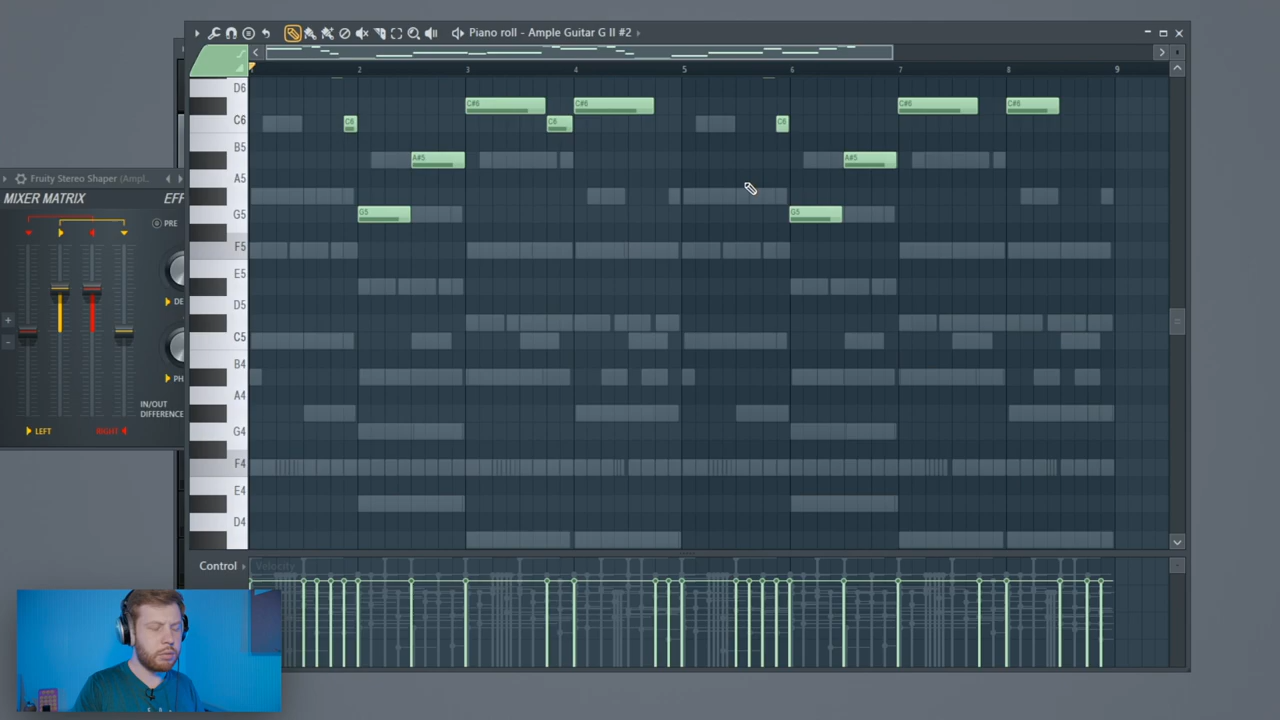 Piano roll - Ample Guitar G II #2
1 2 3 4 5 6 7 8 9
D6
C#6 C#6 C#6 C#6
C6 C6 C6 C6
B5
A#5 A#5
A5
Fruity Stereo Shaper (Ampl..
MIXER MATRIX EFF
G5 G5 G5
PRE
F5
E5
DE
D5
C5
B4
PH
A4
IN/OUT
DIFFERENCE
LEFT RIGHT
G4
F4
E4
D4
Control Velocity